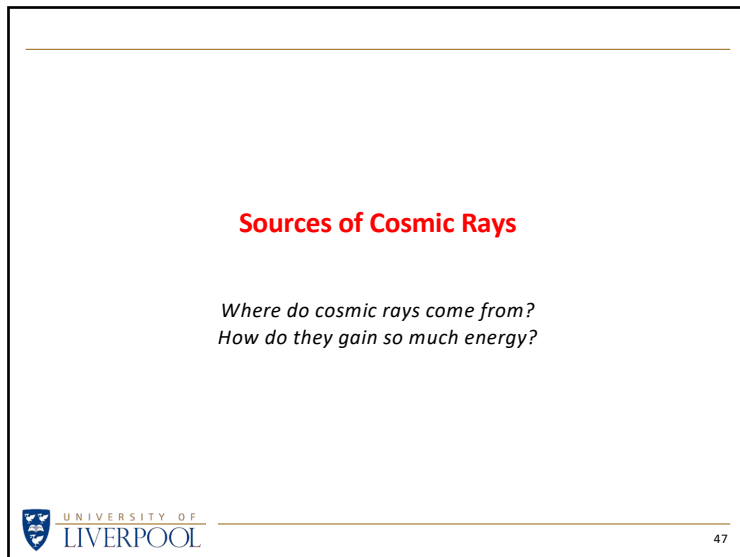 Sources of Cosmic Rays
Where do cosmic rays come from?
How do they gain so much energy?
UNIVERSITY OF
LIVERPOOL
47